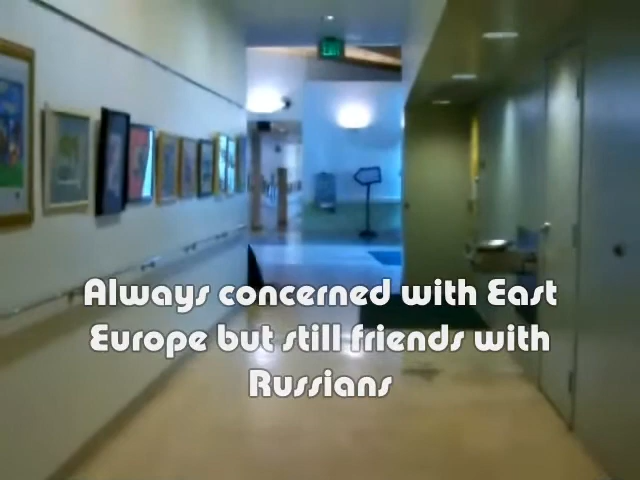 Always concerned with East
Europe but still friends with
Russians